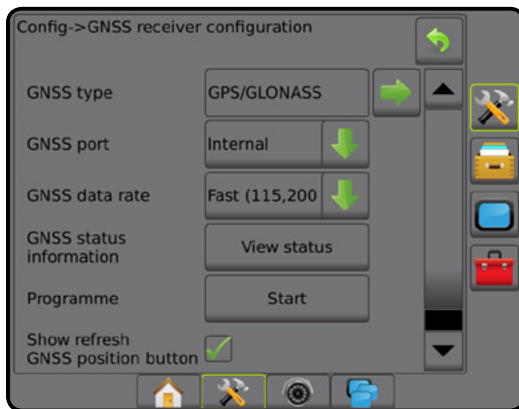 Config->GNSS receiver configuration
GNSS type
GPS/GLONASS
GNSS port
Internal
GNSS data rate
Fast (115,200
GNSS status
information
View status
Programme
Start
Show refresh
GNSS position button